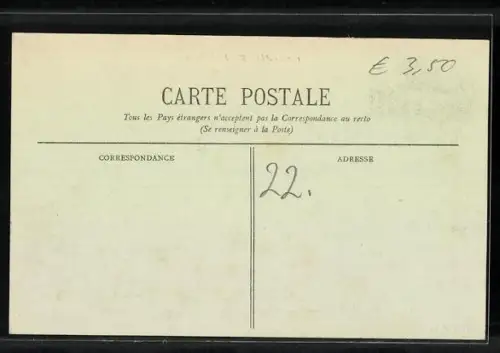 € 3,50
CARTE POSTALE
Tous les Pays étrangers n'acceptent pas la Correspondance au recto
(Se renseigner à la Poste)
CORRESPONDANCE
ADRESSE
22.